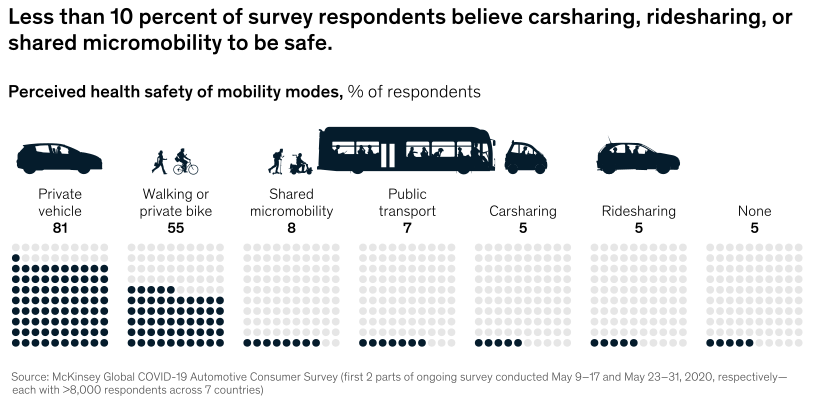 Less than 10 percent of survey respondents believe carsharing, ridesharing, or
shared micromobility to be safe.
Perceived health safety of mobility modes, % of respondents
Private
vehicle
81
Walking or
private bike
55
Shared
micromobility
8
Public
transport
7
Carsharing
5
Ridesharing
5
None
5
Source: McKinsey Global COVID-19 Automotive Consumer Survey (first 2 parts of ongoing survey conducted May 9–17 and May 23–31, 2020, respectively—
each with >8,000 respondents across 7 countries)